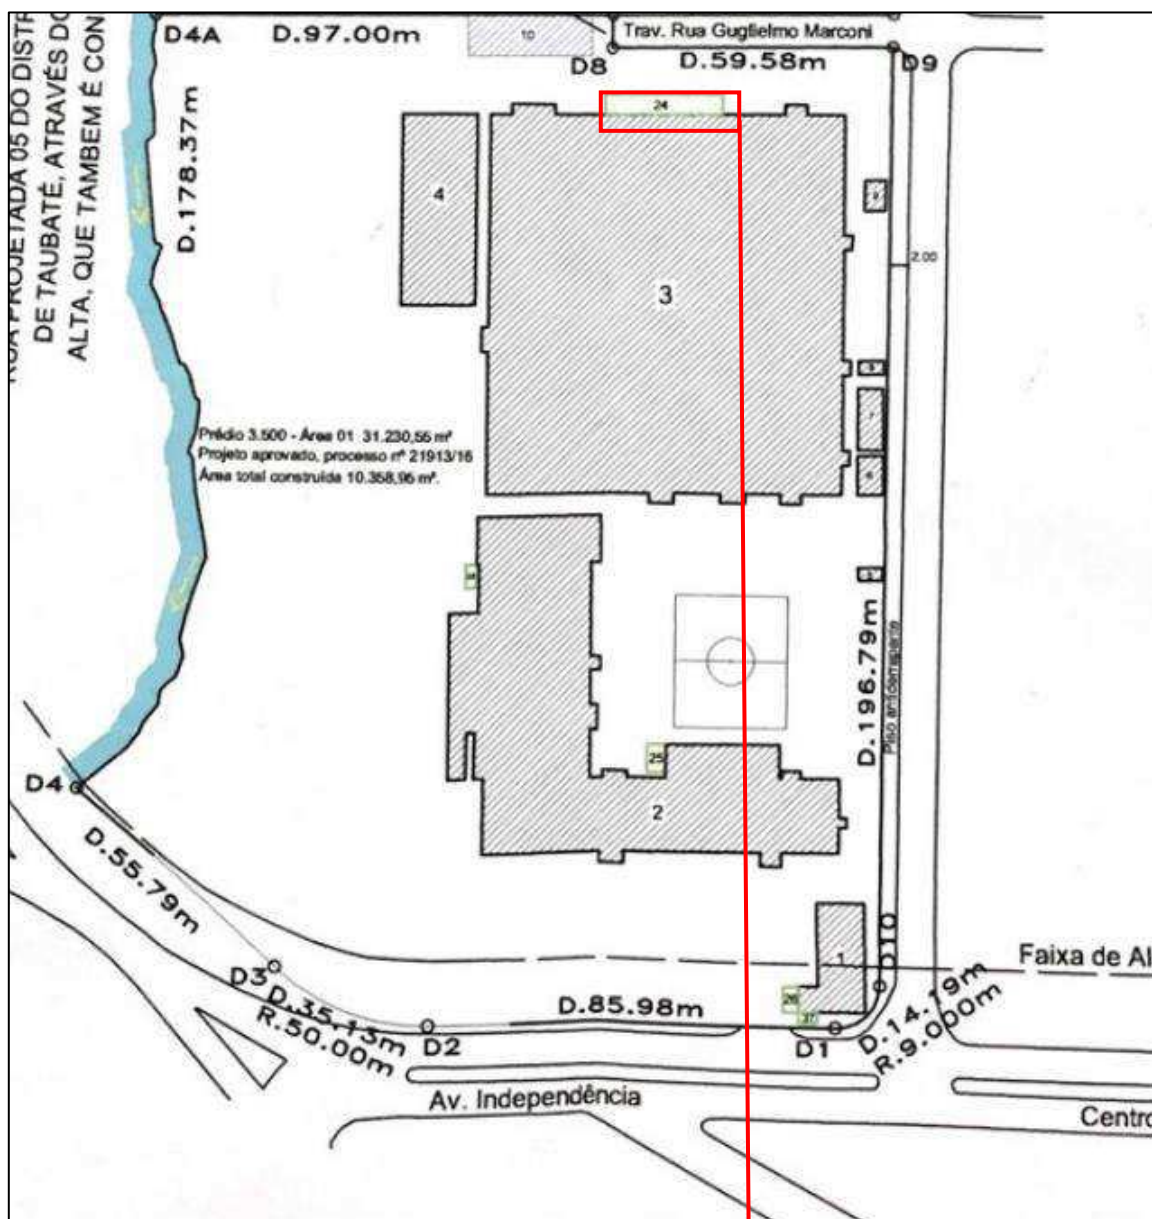 D4A
D.97.00m
10
Trav. Rua Guglielmo Marconi
D8
D.59.58m
D9
RUA PROJETADA 05 DO DISTR
DE TAUBATÉ, ATRAVÉS DO
ALTA, QUE TAMBEM É CON
D.178.37m
24
4
3
9
2.00
7
Prédio 3.500 - Área 01 31.230,55 m²
Projeto aprovado, processo nº 21913/16
Área total construída 10.358,96 m².
D.196.79m
Piso antiderrapante
25
2
D4
D.55.79m
D3
D.35.13m
R.50.00m
D2
D.85.98m
1
26
D1
D.14.19m
R.9.000m
Faixa de Al
Av. Independência
Centro